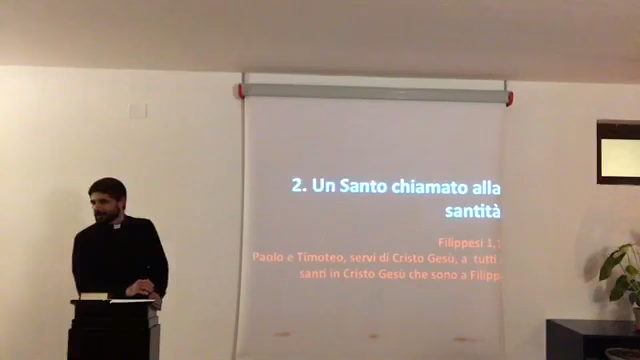 2. Un Santo chiamato alla
santità
Filippesi 1,
Paolo e Timoteo, servi di Cristo Gesù, a tutti
santi in Cristo Gesù che sono a Filipp